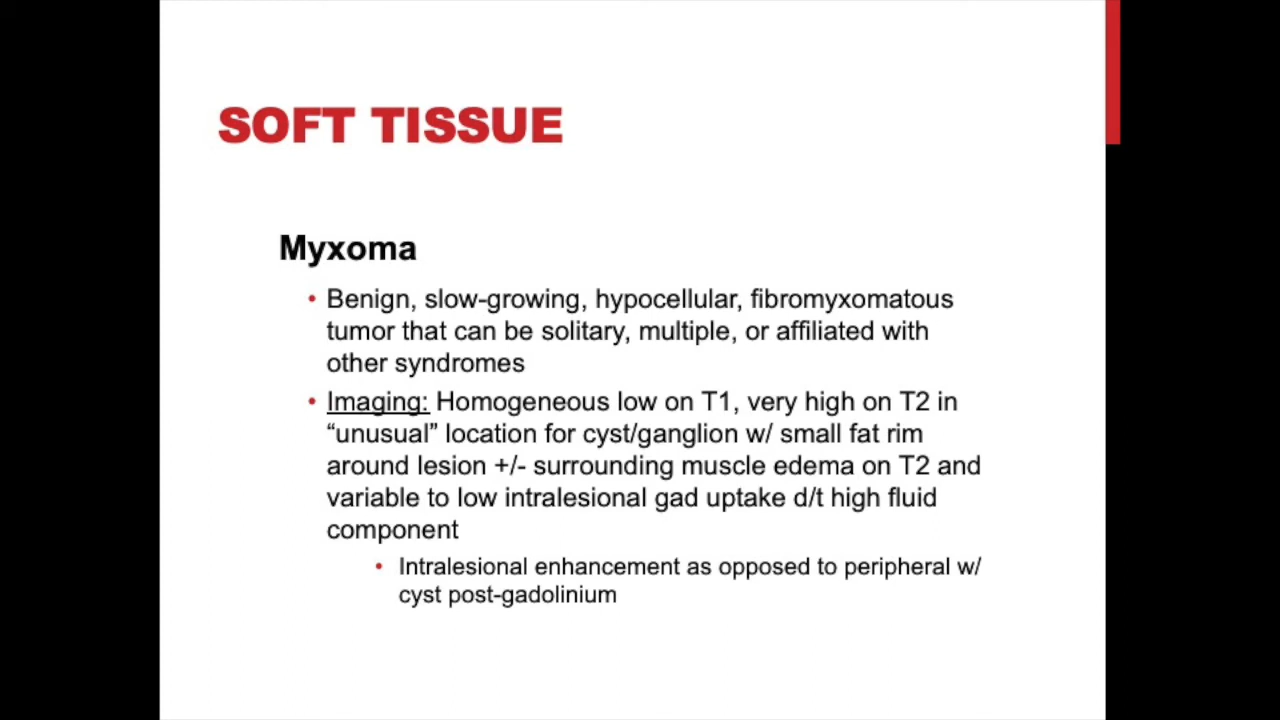 SOFT TISSUE
Myxoma
• Benign, slow-growing, hypocellular, fibromyxomatous
tumor that can be solitary, multiple, or affiliated with
other syndromes
• Imaging: Homogeneous low on T1, very high on T2 in
“unusual” location for cyst/ganglion w/ small fat rim
around lesion +/- surrounding muscle edema on T2 and
variable to low intralesional gad uptake d/t high fluid
component
• Intralesional enhancement as opposed to peripheral w/
cyst post-gadolinium